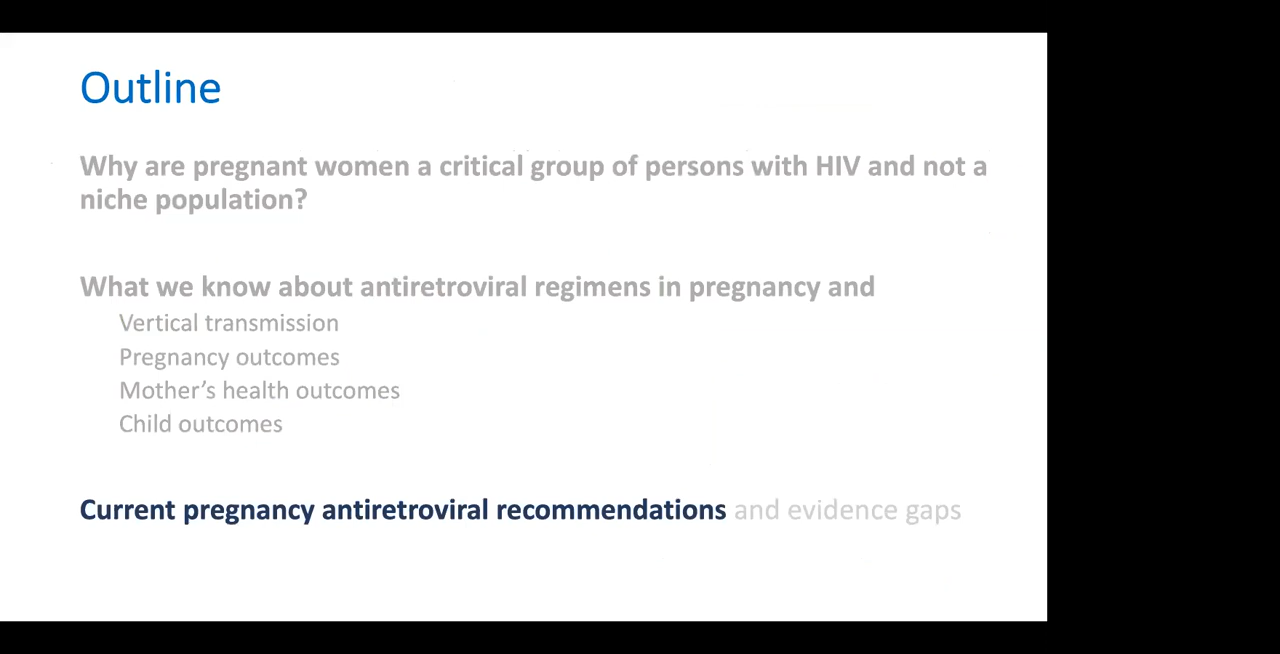 Outline
Why are pregnant women a critical group of persons with HIV and not a
niche population?
What we know about antiretroviral regimens in pregnancy and
Vertical transmission
Pregnancy outcomes
Mother’s health outcomes
Child outcomes
Current pregnancy antiretroviral recommendations and evidence gaps